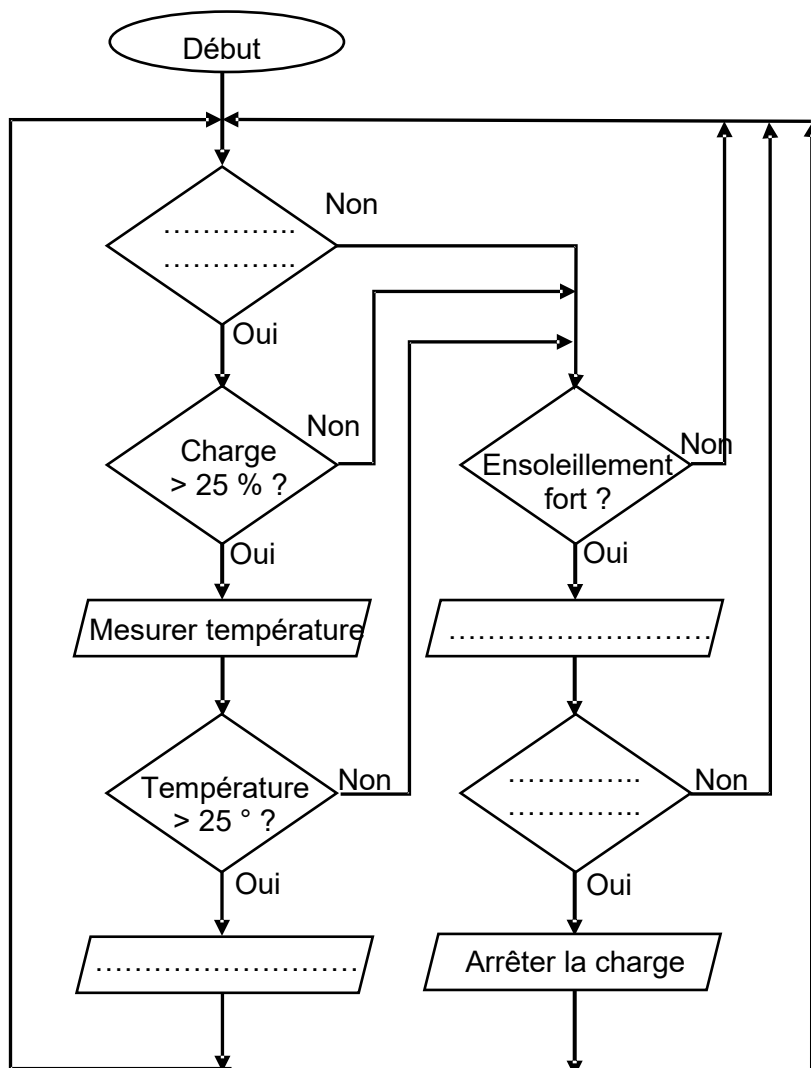 Début
Non
…………..
…………..
Oui
Charge
> 25 % ?
Non
Ensoleillement
fort ?
Non
Oui
Oui
Mesurer température
………………………
Température
> 25 ° ?
Non
…………..
…………..
Non
Oui
Oui
………………………
Arrêter la charge